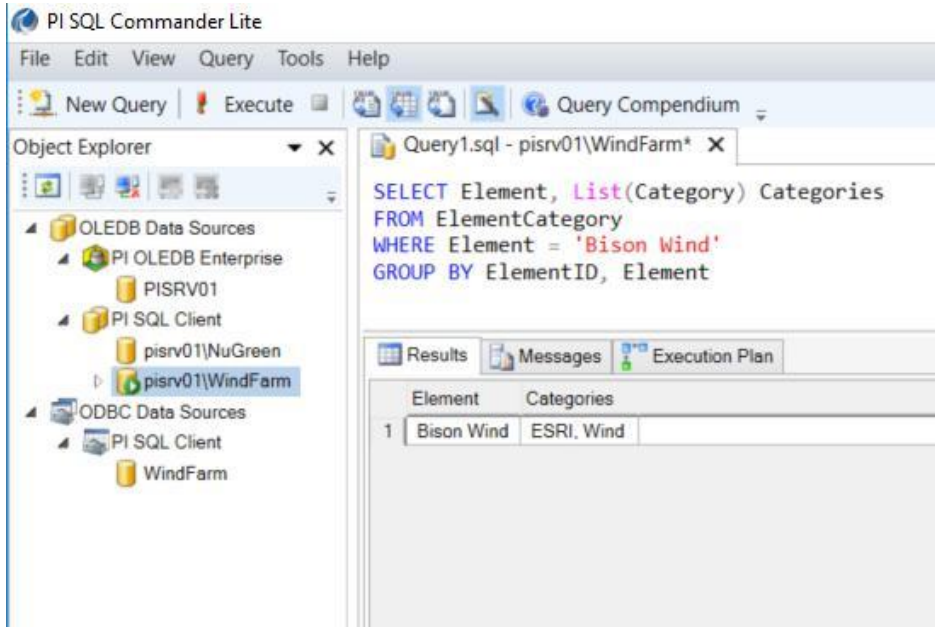 PI SQL Commander Lite
File Edit View Query Tools Help
New Query Execute Query Compendium
Object Explorer
OLEDB Data Sources
PI OLEDB Enterprise
PISRV01
PI SQL Client
pisrv01\NuGreen
pisrv01\WindFarm
ODBC Data Sources
PI SQL Client
WindFarm
Query1.sql - pisrv01\WindFarm*
SELECT Element, List(Category) Categories
FROM ElementCategory
WHERE Element = 'Bison Wind'
GROUP BY ElementID, Element
Results Messages Execution Plan
Element Categories
1 Bison Wind ESRI, Wind